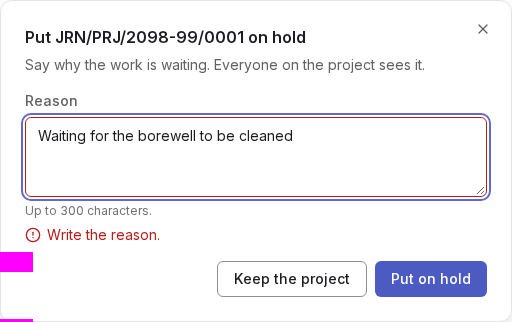 Put JRN/PRJ/2098-99/0001 on hold
Say why the work is waiting. Everyone on the project sees it.
Reason
Waiting for the borewell to be cleaned
Up to 300 characters.
Write the reason.
Keep the project
Put on hold